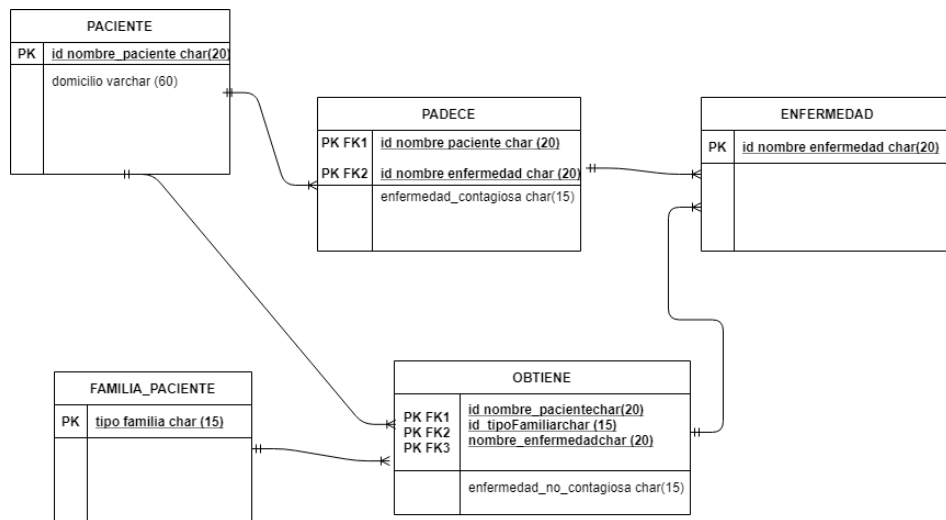 PACIENTE
PK id nombre_paciente char(20)
domicilio varchar (60)
PADECE
PK FK1 id nombre paciente char (20)
PK FK2 id nombre enfermedad char (20)
enfermedad_contagiosa char(15)
ENFERMEDAD
PK id nombre enfermedad char(20)
FAMILIA_PACIENTE
PK tipo familia char (15)
OBTIENE
PK FK1 id nombre_pacientechar(20)
PK FK2 id_tipoFamiliarchar (15)
PK FK3 nombre_enfermedadchar (20)
enfermedad_no_contagiosa char(15)